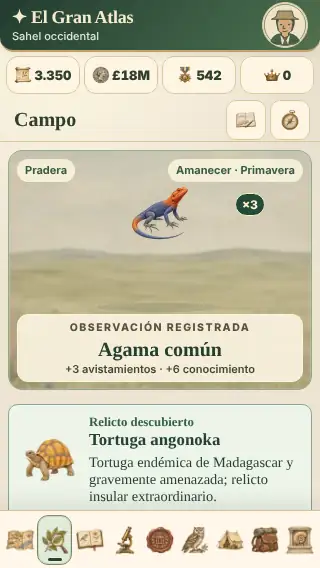 ✦ El Gran Atlas
Sahel occidental
3.350
£18M
542
0
Campo
Pradera
Amanecer · Primavera
×3
OBSERVACIÓN REGISTRADA
Agama común
+3 avistamientos · +6 conocimiento
Relicto descubierto
Tortuga angonoka
Tortuga endémica de Madagascar y
gravemente amenazada; relicto
insular extraordinario.